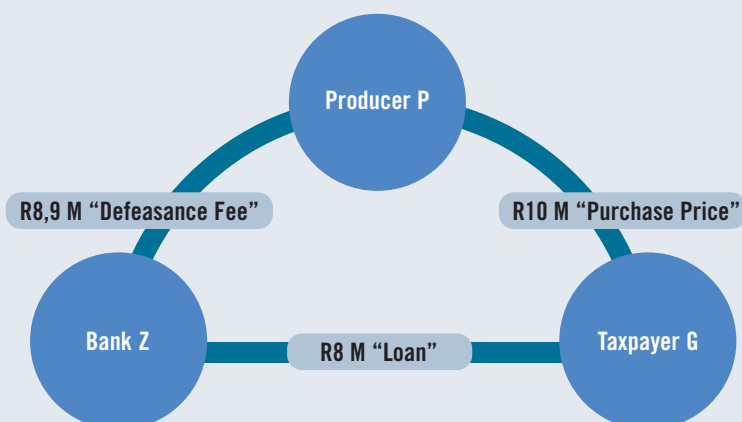 Producer P
R8,9 M “Defeasance Fee”
R10 M “Purchase Price”
Bank Z
R8 M “Loan”
Taxpayer G